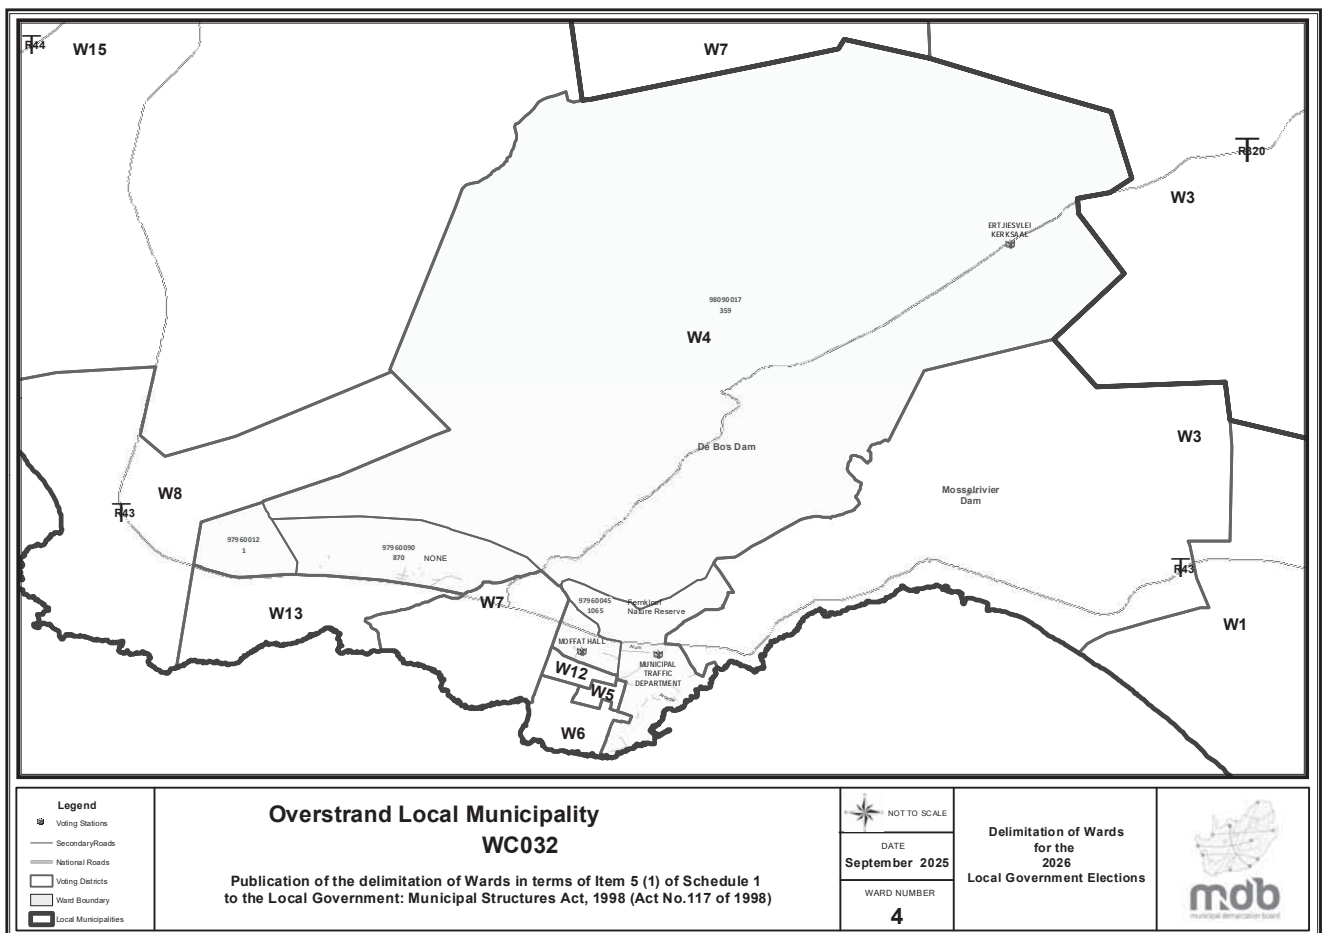 R44
W15
W7
R320
W3
ERTJIESVLEI
KERKSAAL
98090017
359
W4
De Bos Dam
W3
Mosselrivier
Dam
W8
R43
97960012
1
97960090
870
NONE
R43
W7
97960045
1065
Fernkloof
Nature Reserve
W13
W1
MOFFAT HALL
MUNICIPAL
TRAFFIC
DEPARTMENT
W12
W5
W6
Legend
Voting Stations
SecondaryRoads
National Roads
Voting Districts
Ward Boundary
Local Municipalities
Overstrand Local Municipality
WC032
Publication of the delimitation of Wards in terms of Item 5 (1) of Schedule 1
to the Local Government: Municipal Structures Act, 1998 (Act No.117 of 1998)
NOT TO SCALE
DATE
September 2025
WARD NUMBER
4
Delimitation of Wards
for the
2026
Local Government Elections
mdb
municipal demarcation board